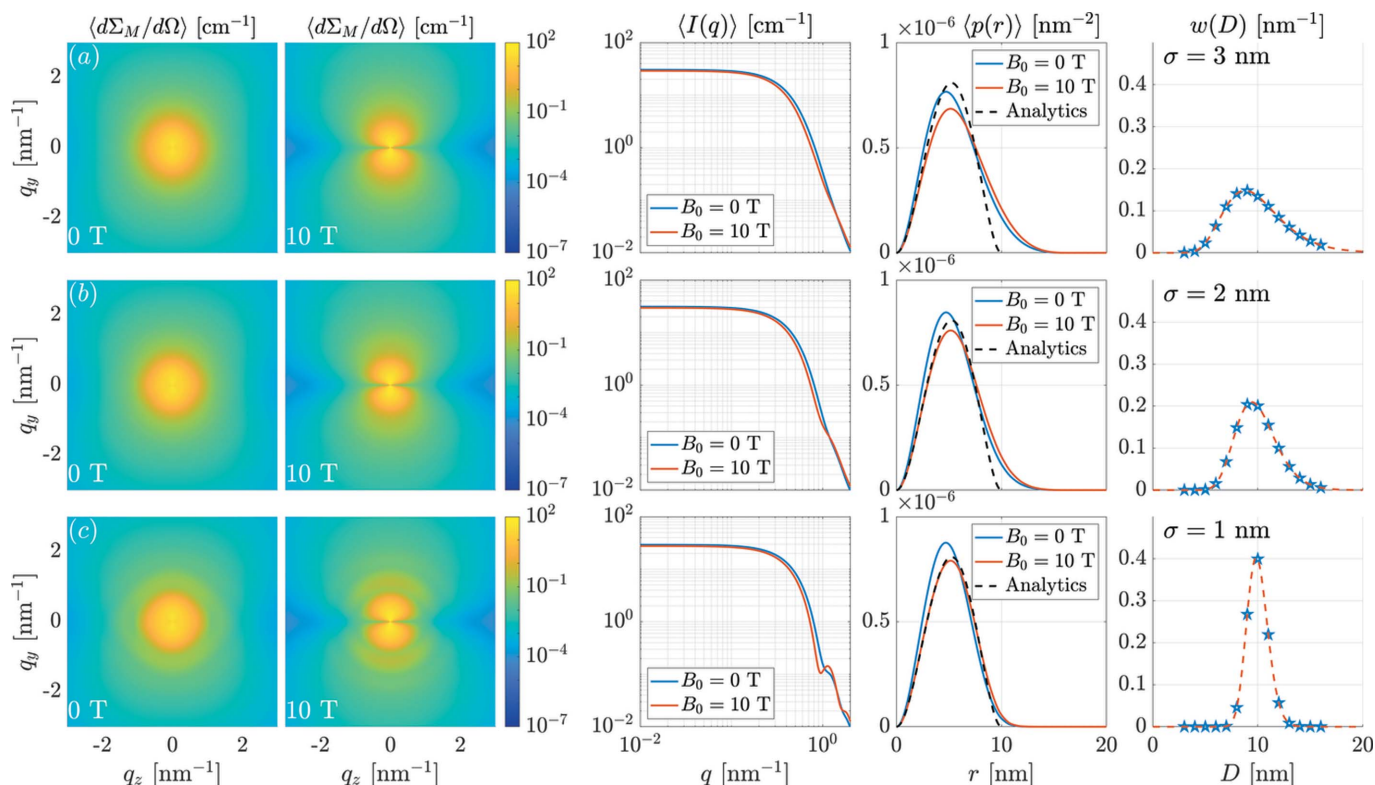 ⟨dΣ_M/dΩ⟩ [cm⁻¹]
⟨dΣ_M/dΩ⟩ [cm⁻¹]
⟨I(q)⟩ [cm⁻¹]
×10⁻⁶ ⟨p(r)⟩ [nm⁻²]
w(D) [nm⁻¹]
(a)
0 T
10 T
q_y [nm⁻¹]
2
0
-2
10²
10⁻¹
10⁻⁴
10⁻⁷
10²
10⁰
10⁻²
B₀ = 0 T
B₀ = 10 T
1
0.5
0
B₀ = 0 T
B₀ = 10 T
Analytics
σ = 3 nm
0.4
0.3
0.2
0.1
0
(b)
0 T
10 T
q_y [nm⁻¹]
2
0
-2
10²
10⁻¹
10⁻⁴
10⁻⁷
10²
10⁰
10⁻²
B₀ = 0 T
B₀ = 10 T
×10⁻⁶
1
0.5
0
B₀ = 0 T
B₀ = 10 T
Analytics
σ = 2 nm
0.4
0.3
0.2
0.1
0
(c)
0 T
10 T
q_y [nm⁻¹]
2
0
-2
10²
10⁻¹
10⁻⁴
10⁻⁷
10²
10⁰
10⁻²
B₀ = 0 T
B₀ = 10 T
×10⁻⁶
1
0.5
0
B₀ = 0 T
B₀ = 10 T
Analytics
σ = 1 nm
0.4
0.3
0.2
0.1
0
-2 0 2
-2 0 2
10⁻² 10⁻¹ 10⁰
0 10 20
0 10 20
q_z [nm⁻¹]
q_z [nm⁻¹]
q [nm⁻¹]
r [nm]
D [nm]